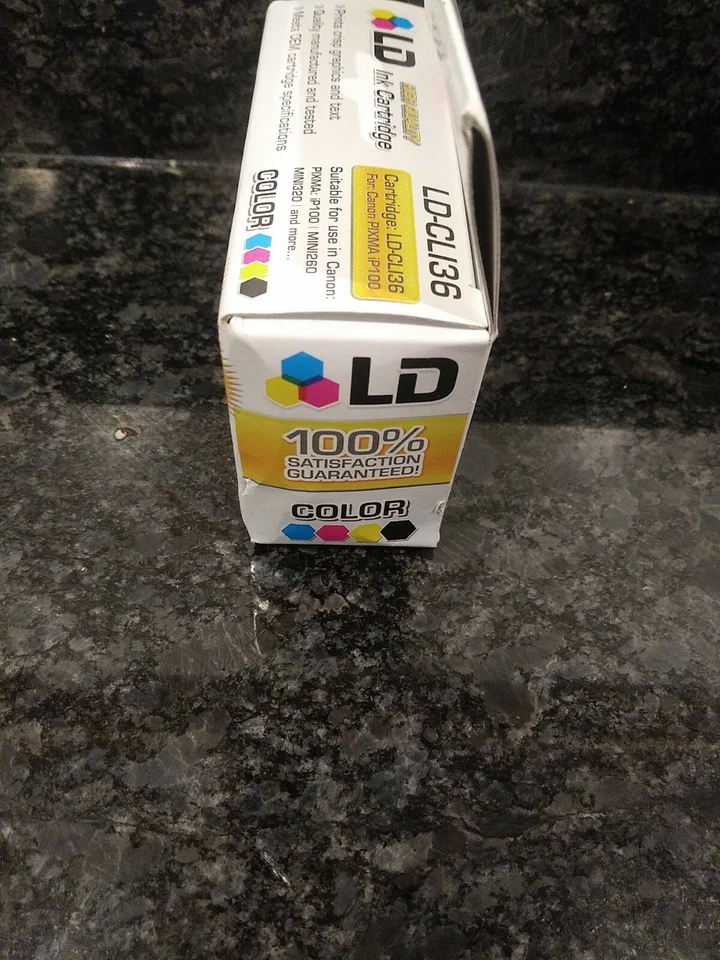 LD
HIGH QUALITY
Ink Cartridge
Prints crisp graphics and text
Quality manufactured and tested
Meets OEM cartridge specifications
LD-CLI36
Cartridge: LD-CLI36
For: Canon PIXMA iP100
Suitable for use in Canon:
PIXMA: iP100 | MINI260
MINI320 | and more...
COLOR
LD
100%
SATISFACTION
GUARANTEED!
COLOR